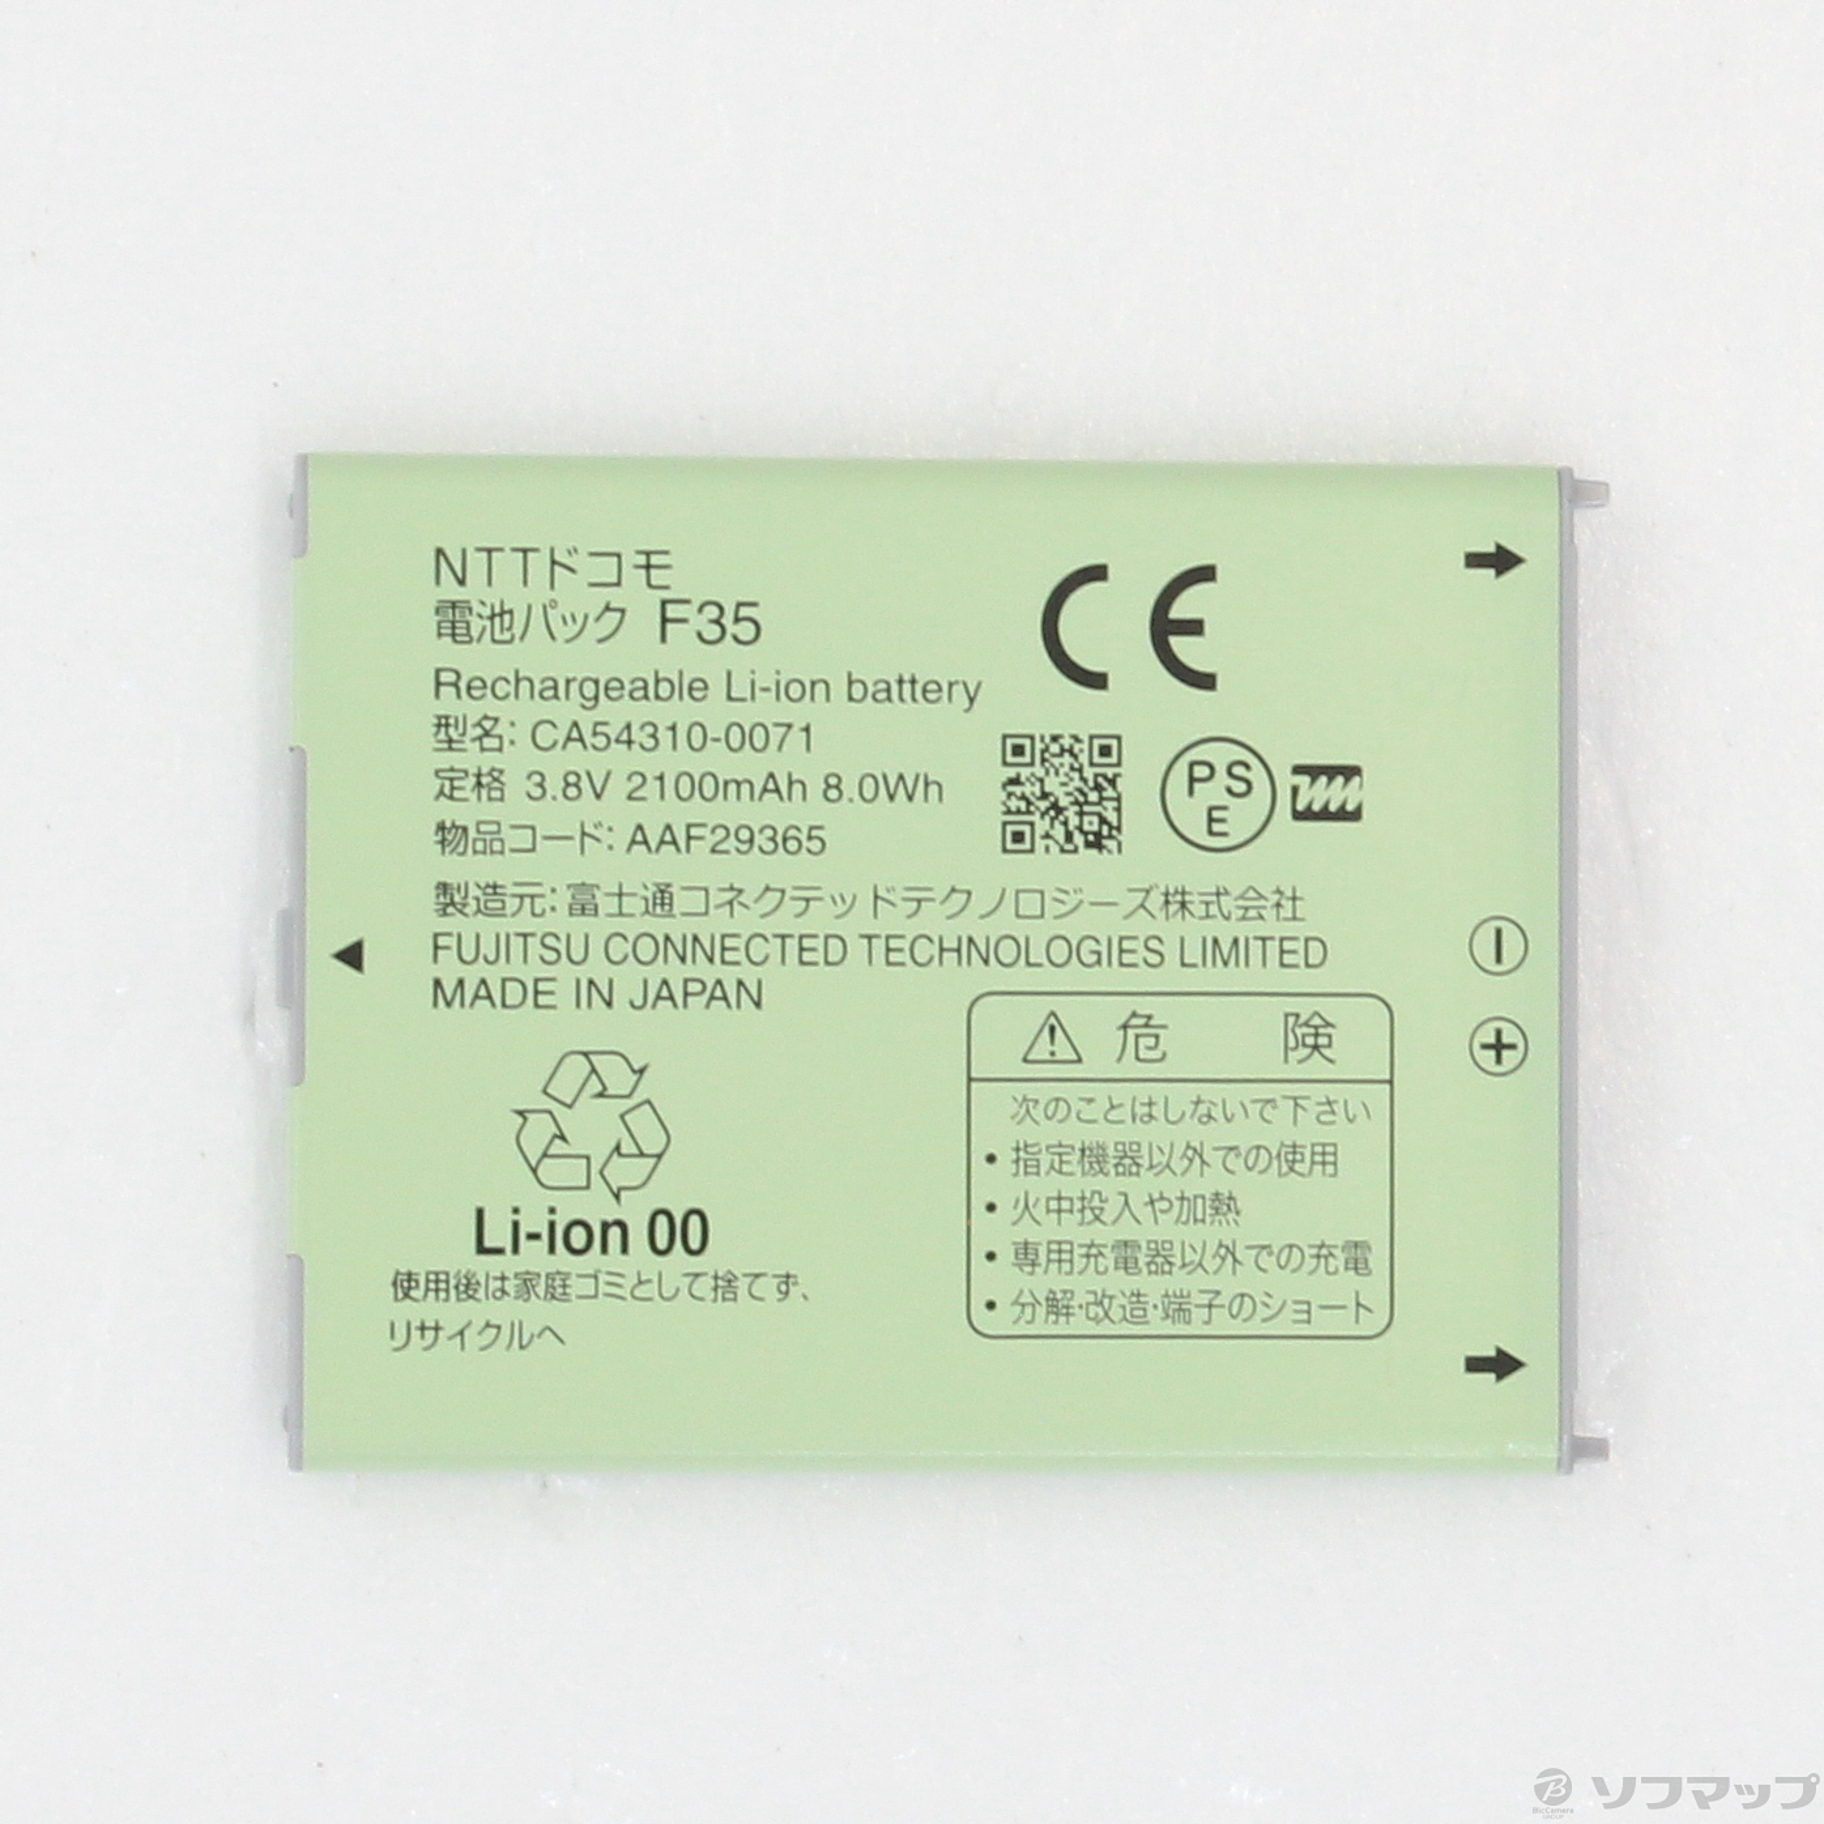 NTTドコモ
電池パック F35
Rechargeable Li-ion battery
型名: CA54310-0071
定格 3.8V 2100mAh 8.0Wh
物品コード: AAF29365
製造元: 富士通コネクテッドテクノロジーズ株式会社
FUJITSU CONNECTED TECHNOLOGIES LIMITED
MADE IN JAPAN
CE
PS
E
Li-ion 00
使用後は家庭ゴミとして捨てず、
リサイクルへ
危 険
次のことはしないで下さい
・指定機器以外での使用
・火中投入や加熱
・専用充電器以外での充電
・分解・改造・端子のショート
B
BicCamera
GROUP
ソフマップ